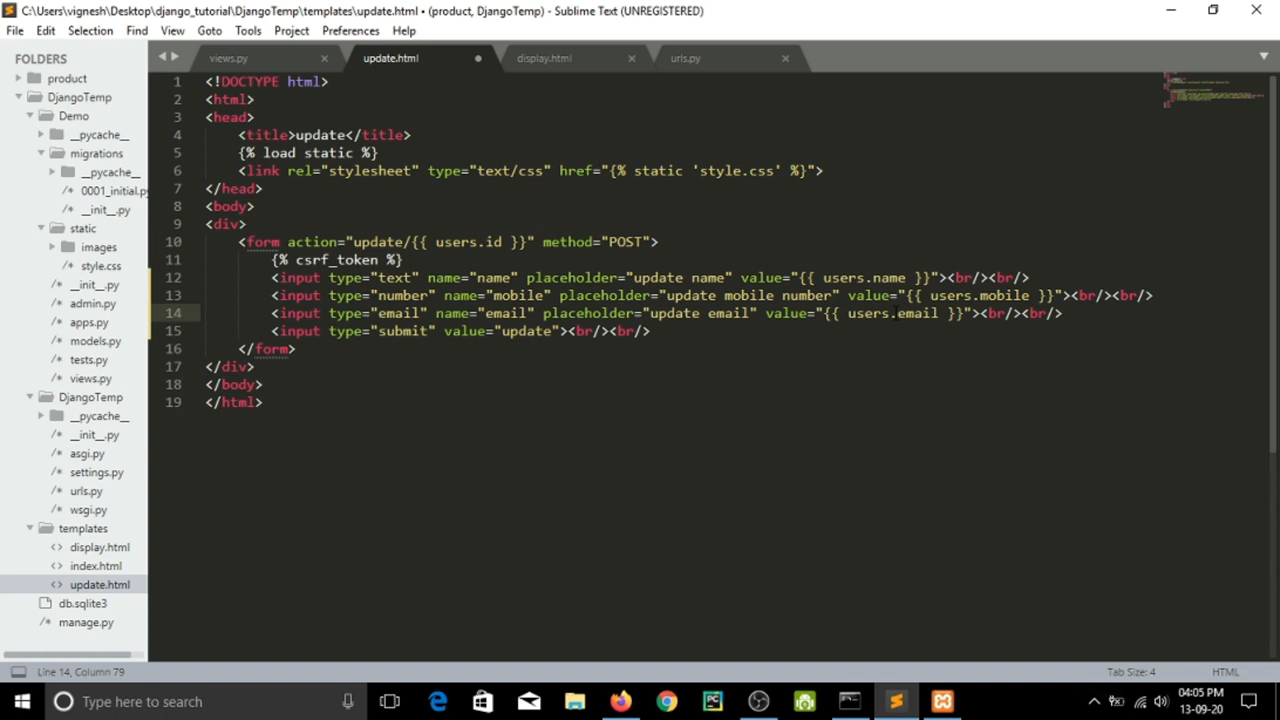 C:\Users\vignesh\Desktop\django_tutorial\DjangoTemp\templates\update.html • (product, DjangoTemp) - Sublime Text (UNREGISTERED)
File Edit Selection Find View Goto Tools Project Preferences Help
FOLDERS
product
DjangoTemp
Demo
__pycache__
migrations
__pycache_
/* 0001_initial.py
/* __init__.py
static
images
/* style.css
/* __init__.py
/* admin.py
/* apps.py
/* models.py
/* tests.py
/* views.py
DjangoTemp
__pycache__
/* __init__.py
/* asgi.py
/* settings.py
/* urls.py
/* wsgi.py
templates
<> display.html
<> index.html
<> update.html
db.sqlite3
/* manage.py
views.py × update.html • display.html × urls.py ×
1 <!DOCTYPE html>
2 <html>
3 <head>
4 <title>update</title>
5 {% load static %}
6 <link rel="stylesheet" type="text/css" href="{% static 'style.css' %}">
7 </head>
8 <body>
9 <div>
10 <form action="update/{{ users.id }}" method="POST">
11 {% csrf_token %}
12 <input type="text" name="name" placeholder="update name" value="{{ users.name }}"><br/><br/>
13 <input type="number" name="mobile" placeholder="update mobile number" value="{{ users.mobile }}"><br/><br/>
14 <input type="email" name="email" placeholder="update email" value="{{ users.email }}"><br/><br/>
15 <input type="submit" value="update"><br/><br/>
16 </form>
17 </div>
18 </body>
19 </html>
Line 14, Column 79 Tab Size: 4 HTML
Type here to search
PC
04:05 PM
13-09-20